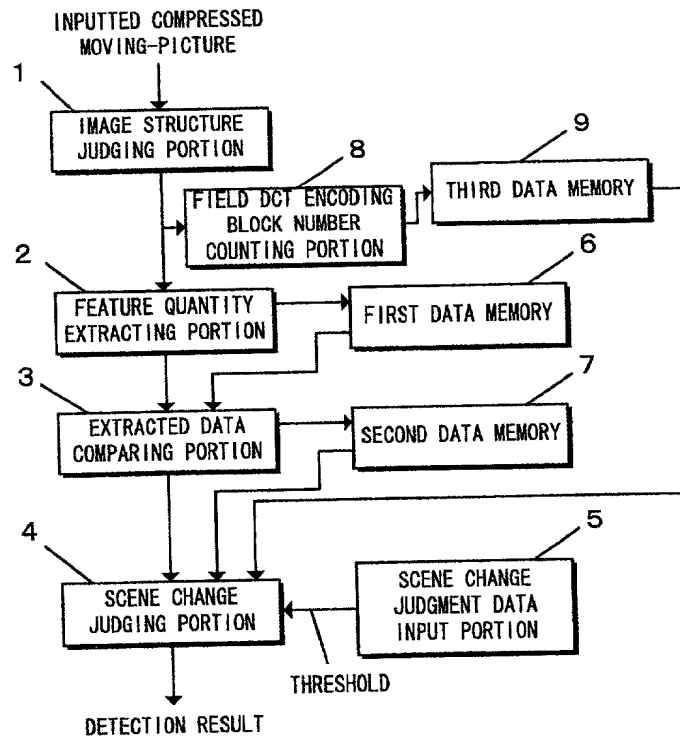 INPUTTED COMPRESSED
MOVING-PICTURE
1
IMAGE STRUCTURE
JUDGING PORTION
8
FIELD DCT ENCODING
BLOCK NUMBER
COUNTING PORTION
9
THIRD DATA MEMORY
2
FEATURE QUANTITY
EXTRACTING PORTION
6
FIRST DATA MEMORY
3
EXTRACTED DATA
COMPARING PORTION
7
SECOND DATA MEMORY
4
SCENE CHANGE
JUDGING PORTION
5
SCENE CHANGE
JUDGMENT DATA
INPUT PORTION
THRESHOLD
DETECTION RESULT